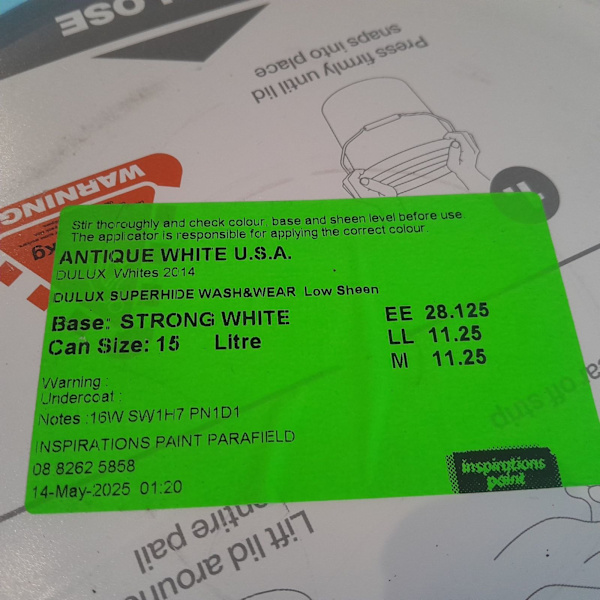 LOSE
Press firmly until lid
snaps into place
WARNING
kg
Stir thoroughly and check colour, base and sheen level before use.
The applicator is responsible for applying the correct colour.
ANTIQUE WHITE U.S.A.
DULUX Whites 2014
DULUX SUPERHIDE WASH&WEAR Low Sheen
Base: STRONG WHITE
EE 28.125
Can Size: 15 Litre
LL 11.25
M 11.25
Warning :
Undercoat :
Notes :16W SW1H7 PN1D1
INSPIRATIONS PAINT PARAFIELD
08 8262 5858
14-May-2025 01:20
inspirations
paint
off strip
Lift lid around
entire pail